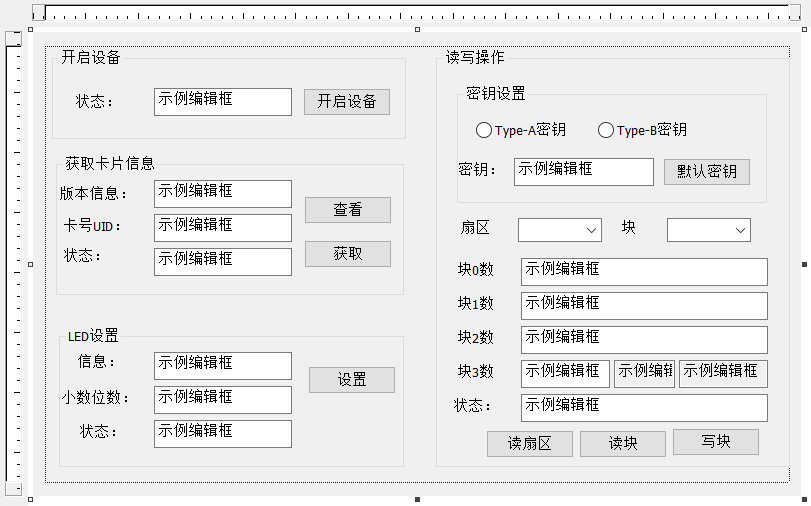 开启设备
状态：
示例编辑框
开启设备
获取卡片信息
版本信息：
示例编辑框
查看
卡号UID：
示例编辑框
状态：
示例编辑框
获取
LED设置
信息：
示例编辑框
设置
小数位数：
示例编辑框
状态：
示例编辑框
读写操作
密钥设置
Type-A密钥
Type-B密钥
密钥：
示例编辑框
默认密钥
扇区
块
块0数
示例编辑框
块1数
示例编辑框
块2数
示例编辑框
块3数
示例编辑框
示例编辑
示例编辑框
状态：
示例编辑框
读扇区
读块
写块